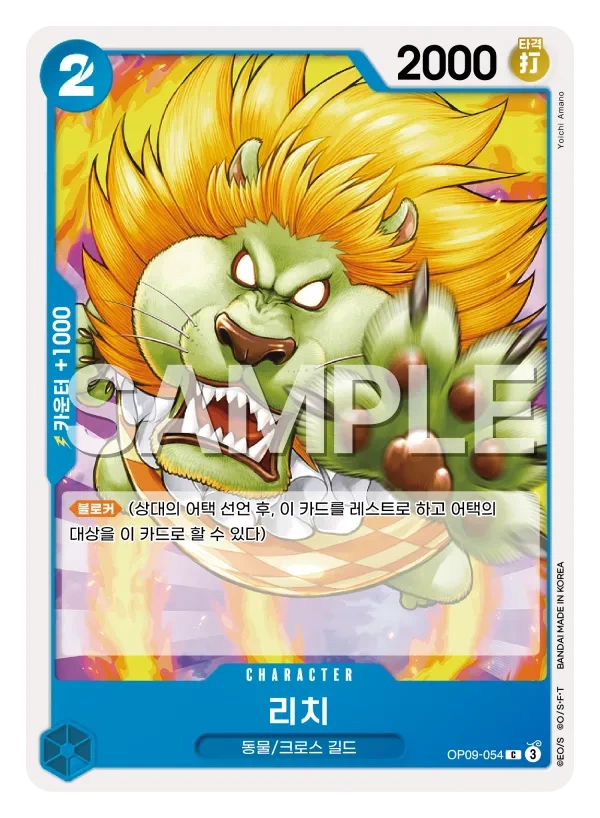 2
2000
타격
打
Yoichi Amano
카운터 +1000
SAMPLE
블로커 (상대의 어택 선언 후, 이 카드를 레스트로 하고 어택의
대상을 이 카드로 할 수 있다)
CHARACTER
리치
동물/크로스 길드
OP09-054 C 3
©EO/S ©O/S·F·T BANDAI MADE IN KOREA